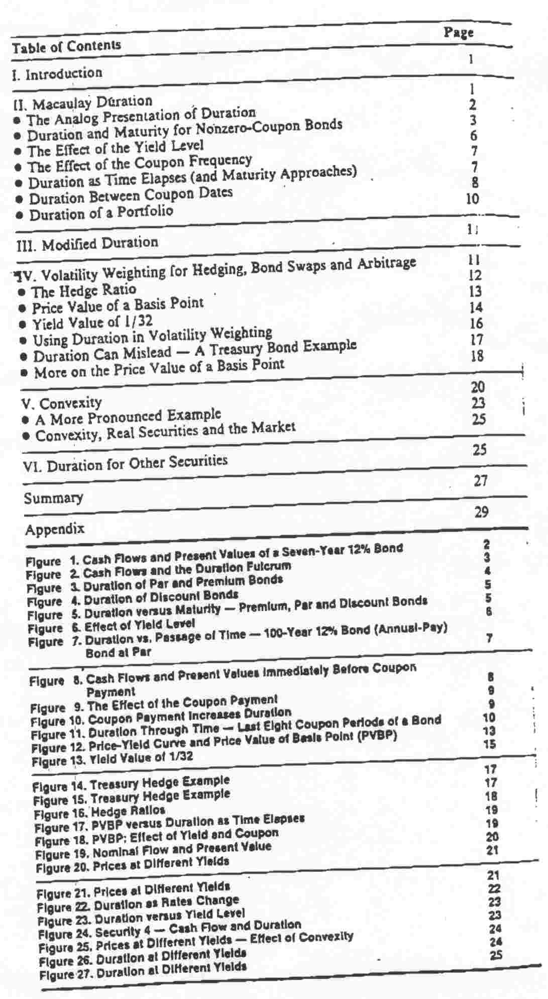 Table of Contents Page
I. Introduction 1
II. Macaulay Duration 1
● The Analog Presentation of Duration 2
● Duration and Maturity for Nonzero-Coupon Bonds 3
● The Effect of the Yield Level 6
● The Effect of the Coupon Frequency 7
● Duration as Time Elapses (and Maturity Approaches) 7
● Duration Between Coupon Dates 8
● Duration of a Portfolio 10
III. Modified Duration 11
IV. Volatility Weighting for Hedging, Bond Swaps and Arbitrage 11
● The Hedge Ratio 12
● Price Value of a Basis Point 13
● Yield Value of 1/32 14
● Using Duration in Volatility Weighting 16
● Duration Can Mislead — A Treasury Bond Example 17
● More on the Price Value of a Basis Point 18
V. Convexity 20
● A More Pronounced Example 23
● Convexity, Real Securities and the Market 25
VI. Duration for Other Securities 25
Summary 27
Appendix 29
Figure 1. Cash Flows and Present Values of a Seven-Year 12% Bond 2
Figure 2. Cash Flows and the Duration Fulcrum 3
Figure 3. Duration of Par and Premium Bonds 4
Figure 4. Duration of Discount Bonds 5
Figure 5. Duration versus Maturity — Premium, Par and Discount Bonds 5
Figure 6. Effect of Yield Level 6
Figure 7. Duration vs. Passage of Time — 100-Year 12% Bond (Annual-Pay)
Bond at Par 7
Figure 8. Cash Flows and Present Values Immediately Before Coupon
Payment 8
Figure 9. The Effect of the Coupon Payment 9
Figure 10. Coupon Payment Increases Duration 9
Figure 11. Duration Through Time — Last Eight Coupon Periods of a Bond 10
Figure 12. Price-Yield Curve and Price Value of Basis Point (PVBP) 13
Figure 13. Yield Value of 1/32 15
Figure 14. Treasury Hedge Example 17
Figure 15. Treasury Hedge Example 17
Figure 16. Hedge Ratios 18
Figure 17. PVBP versus Duration as Time Elapses 19
Figure 18. PVBP: Effect of Yield and Coupon 19
Figure 19. Nominal Flow and Present Value 20
Figure 20. Prices at Different Yields 21
Figure 21. Prices at Different Yields 21
Figure 22. Duration as Rates Change 22
Figure 23. Duration versus Yield Level 23
Figure 24. Security 4 — Cash Flow and Duration 23
Figure 25. Prices at Different Yields — Effect of Convexity 24
Figure 26. Duration at Different Yields 24
Figure 27. Duration at Different Yields 25